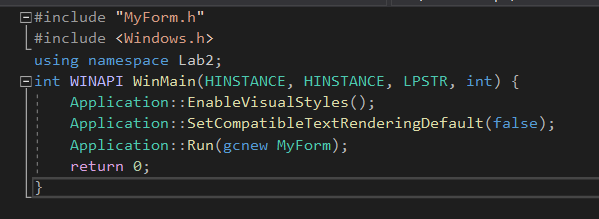 #include "MyForm.h"
#include <Windows.h>
using namespace Lab2;
int WINAPI WinMain(HINSTANCE, HINSTANCE, LPSTR, int) {
    Application::EnableVisualStyles();
    Application::SetCompatibleTextRenderingDefault(false);
    Application::Run(gcnew MyForm);
    return 0;
}